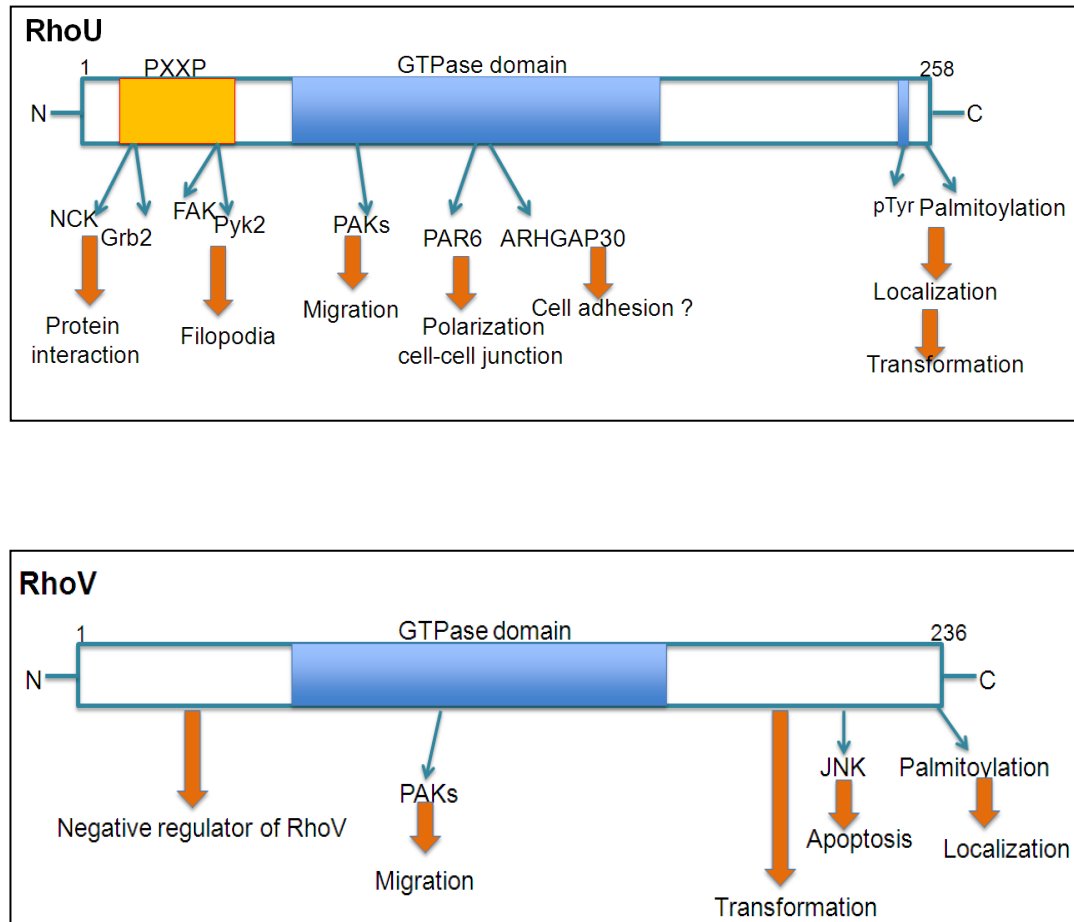 RhoU
1
PXXP
GTPase domain
258
N
C
NCK
Grb2
FAK
Pyk2
PAKs
PAR6
ARHGAP30
pTyr
Palmitoylation
Protein
interaction
Filopodia
Migration
Polarization
cell-cell junction
Cell adhesion ?
Localization
Transformation
RhoV
1
GTPase domain
236
N
C
Negative regulator of RhoV
PAKs
Migration
Transformation
JNK
Apoptosis
Palmitoylation
Localization